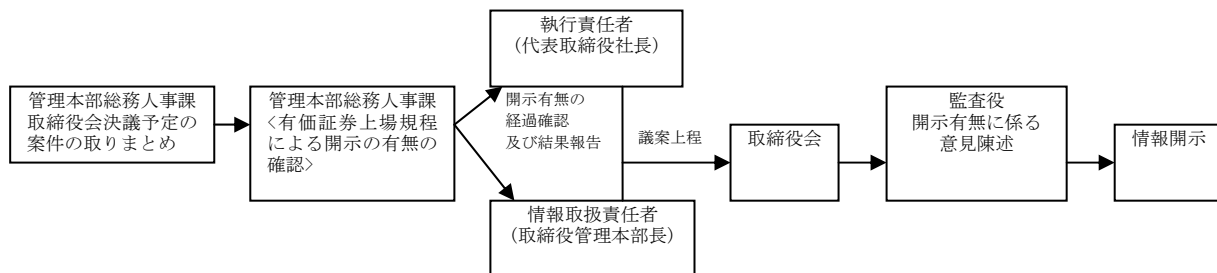 管理本部総務人事課
取締役会決議予定の
案件の取りまとめ
管理本部総務人事課
<有価証券上場規程
による開示の有無の
確認>
執行責任者
（代表取締役社長）
開示有無の
経過確認
及び結果報告
情報取扱責任者
（取締役管理本部長）
議案上程
取締役会
監査役
開示有無に係る
意見陳述
情報開示